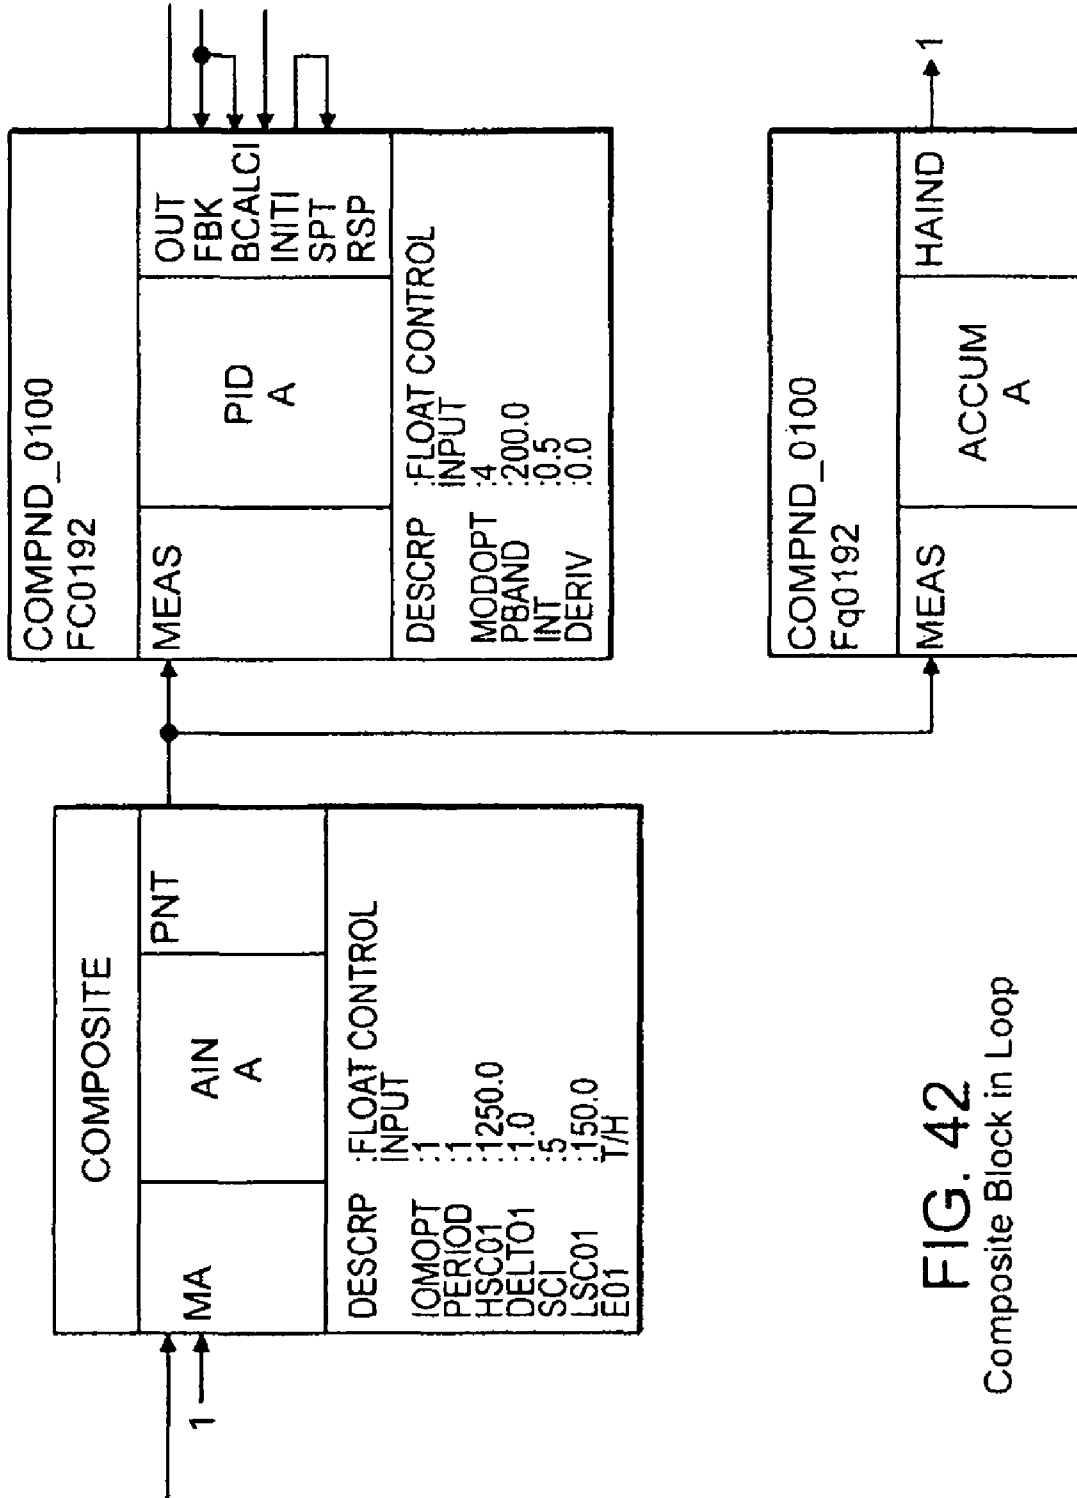 COMPOSITE
MA
AIN
A
PNT
DESCRP :FLOAT CONTROL
INPUT
IOMOPT :1
PERIOD :1
HSC01 :1250.0
DELTO1 :1.0
SCI :5
LSC01 :150.0
E01 T/H
1
COMPND_0100
FC0192
MEAS
PID
A
OUT
FBK
BCALCI
INITI
SPT
RSP
DESCRP :FLOAT CONTROL
INPUT
MODOPT :4
PBAND :200.0
INT :0.5
DERIV :0.0
COMPND_0100
Fq0192
MEAS
ACCUM
A
HAIND
1
FIG. 42
Composite Block in Loop